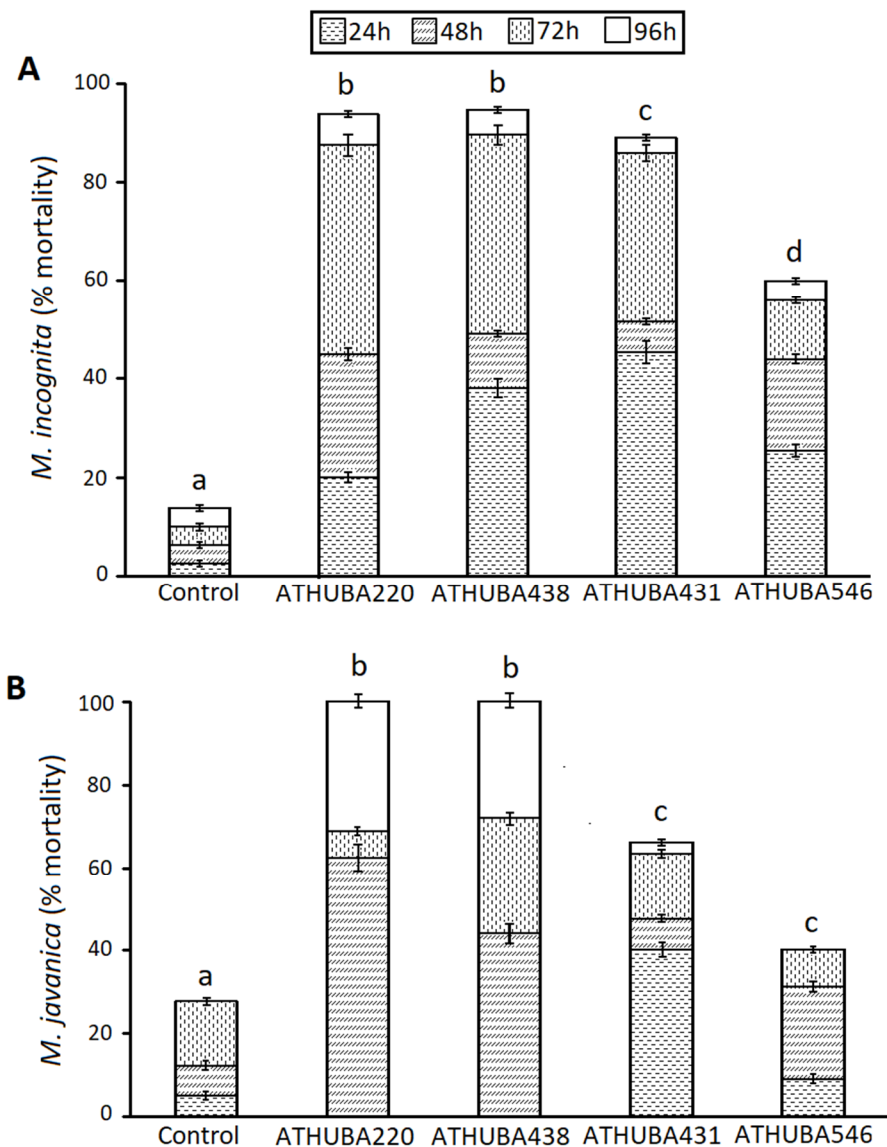 24h 48h 72h 96h
A
100
80
60
40
20
0
M. incognita (% mortality)
a
b
b
c
d
Control ATHUBA220 ATHUBA438 ATHUBA431 ATHUBA546
B
100
80
60
40
20
0
M. javanica (% mortality)
a
b
b
c
c
Control ATHUBA220 ATHUBA438 ATHUBA431 ATHUBA546